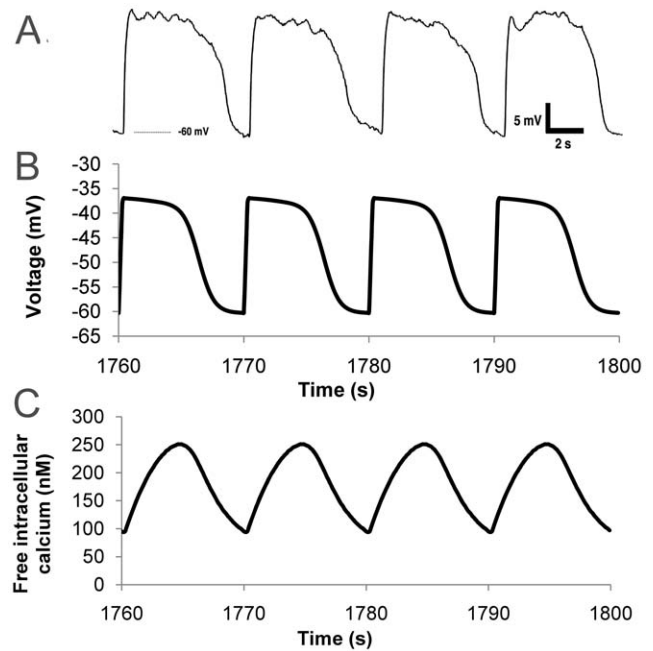 A
-60 mV
5 mV
2 s
B
Voltage (mV)
-30
-35
-40
-45
-50
-55
-60
-65
1760 1770 1780 1790 1800
Time (s)
C
Free intracellular
calcium (nM)
300
250
200
150
100
50
0
1760 1770 1780 1790 1800
Time (s)